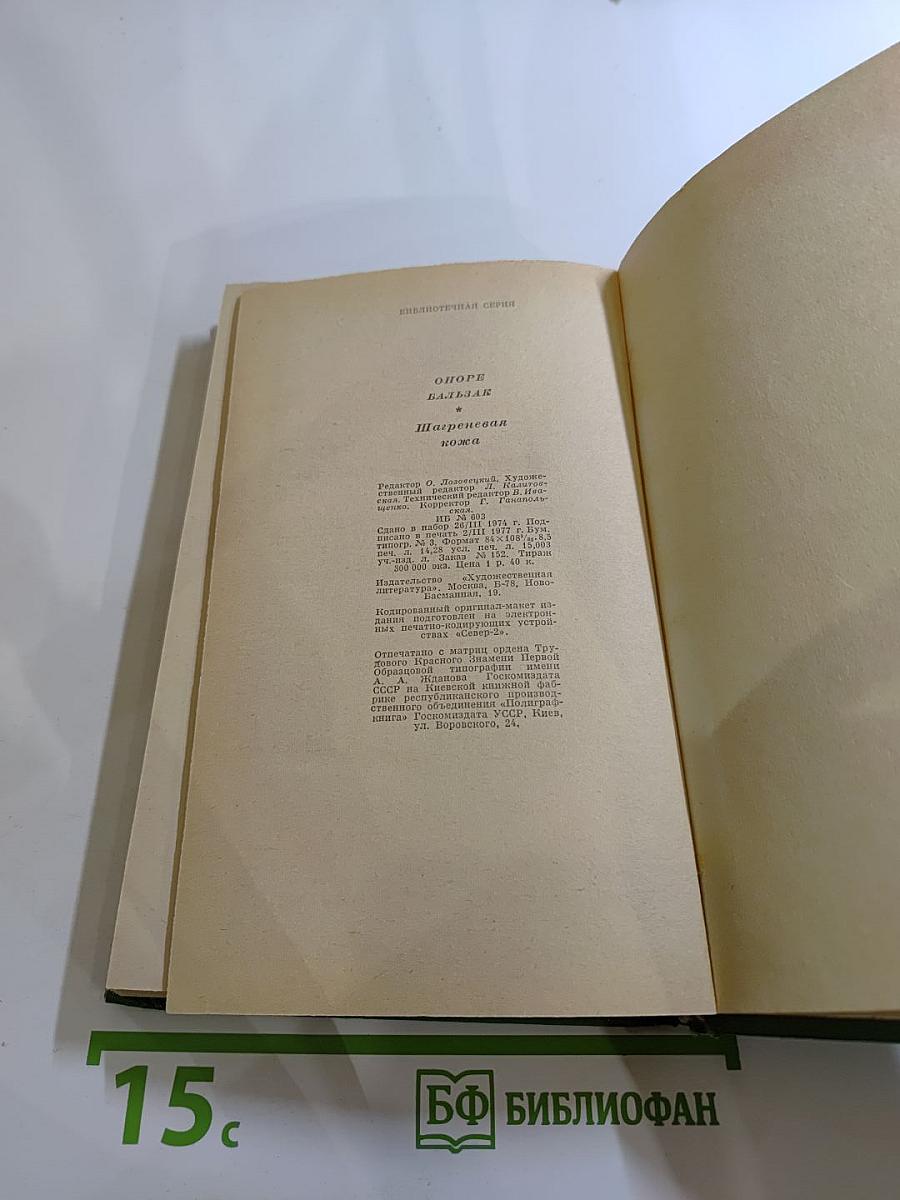 БИБЛИОТЕЧНАЯ СЕРИЯ
ОНОРЕ
БАЛЬЗАК
*
Шагреневая
кожа
Редактор О. Лозовецкий. Художе-
ственный редактор Л. Калитов-
ская. Технический редактор В. Ива-
щенко. Корректор Г. Ганаполь-
ская.
ИБ № 603
Сдано в набор 26/III 1974 г. Под-
писано в печать 2/III 1977 г. Бум.
типогр. № 3. Формат 84×108¹/₃₂. 8,5
печ. л. 14,28 усл. печ. л. 15,003
уч.-изд. л. Заказ № 152. Тираж
300 000 экз. Цена 1 р. 40 к.
Издательство «Художественная
литература». Москва, Б-78, Ново-
Басманная, 19.
Кодированный оригинал-макет из-
дания подготовлен на электрон-
ных печатно-кодирующих устрой-
ствах «Север-2».
Отпечатано с матриц ордена Тру-
дового Красного Знамени Первой
Образцовой типографии имени
А. А. Жданова Госкомиздата
СССР на Киевской книжной фаб-
рике республиканского производ-
ственного объединения «Полиграф-
книга» Госкомиздата УССР, Киев,
ул. Воровского, 24.
15 с
БФ БИБЛИОФАН